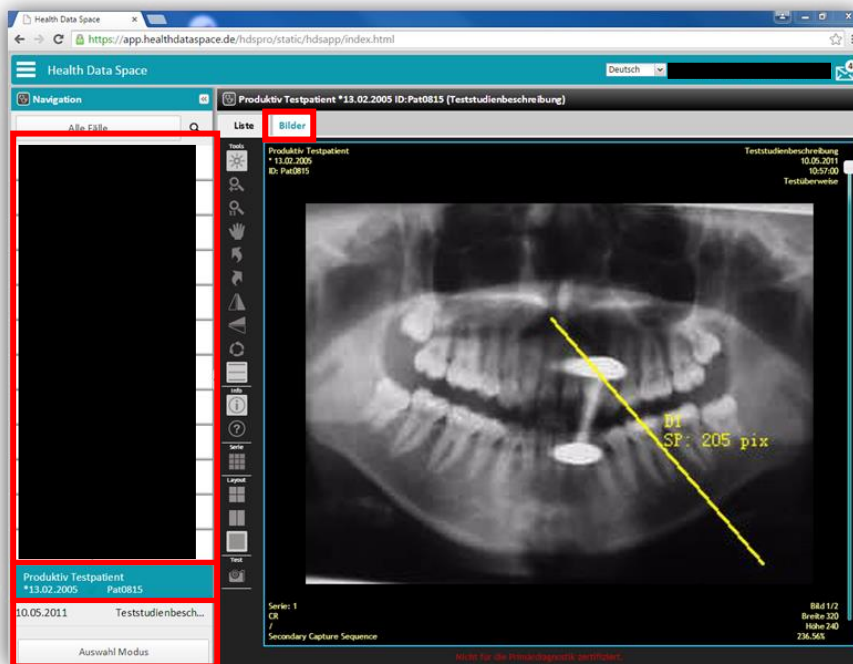 Health Data Space
https://app.healthdataspace.de/hdspro/static/hdsapp/index.html
Health Data Space
Deutsch
4
Navigation
Produktiv Testpatient *13.02.2005 ID:Pat0815 (Teststudienbeschreibung)
Alle Fälle
Liste
Bilder
Tools
Info
Serie
Layout
Test
Produktiv Testpatient
* 13.02.2005
ID: Pat0815
Teststudienbeschreibung
10.05.2011
10:57:00
Testüberweise
D1
SP: 205 pix
Serie: 1
CR
/
Secondary Capture Sequence
Bild 1/2
Breite 320
Höhe 240
236.56%
Nicht für die Primärdiagnostik zertifiziert.
Produktiv Testpatient
*13.02.2005 Pat0815
10.05.2011 Teststudienbesch...
Auswahl Modus